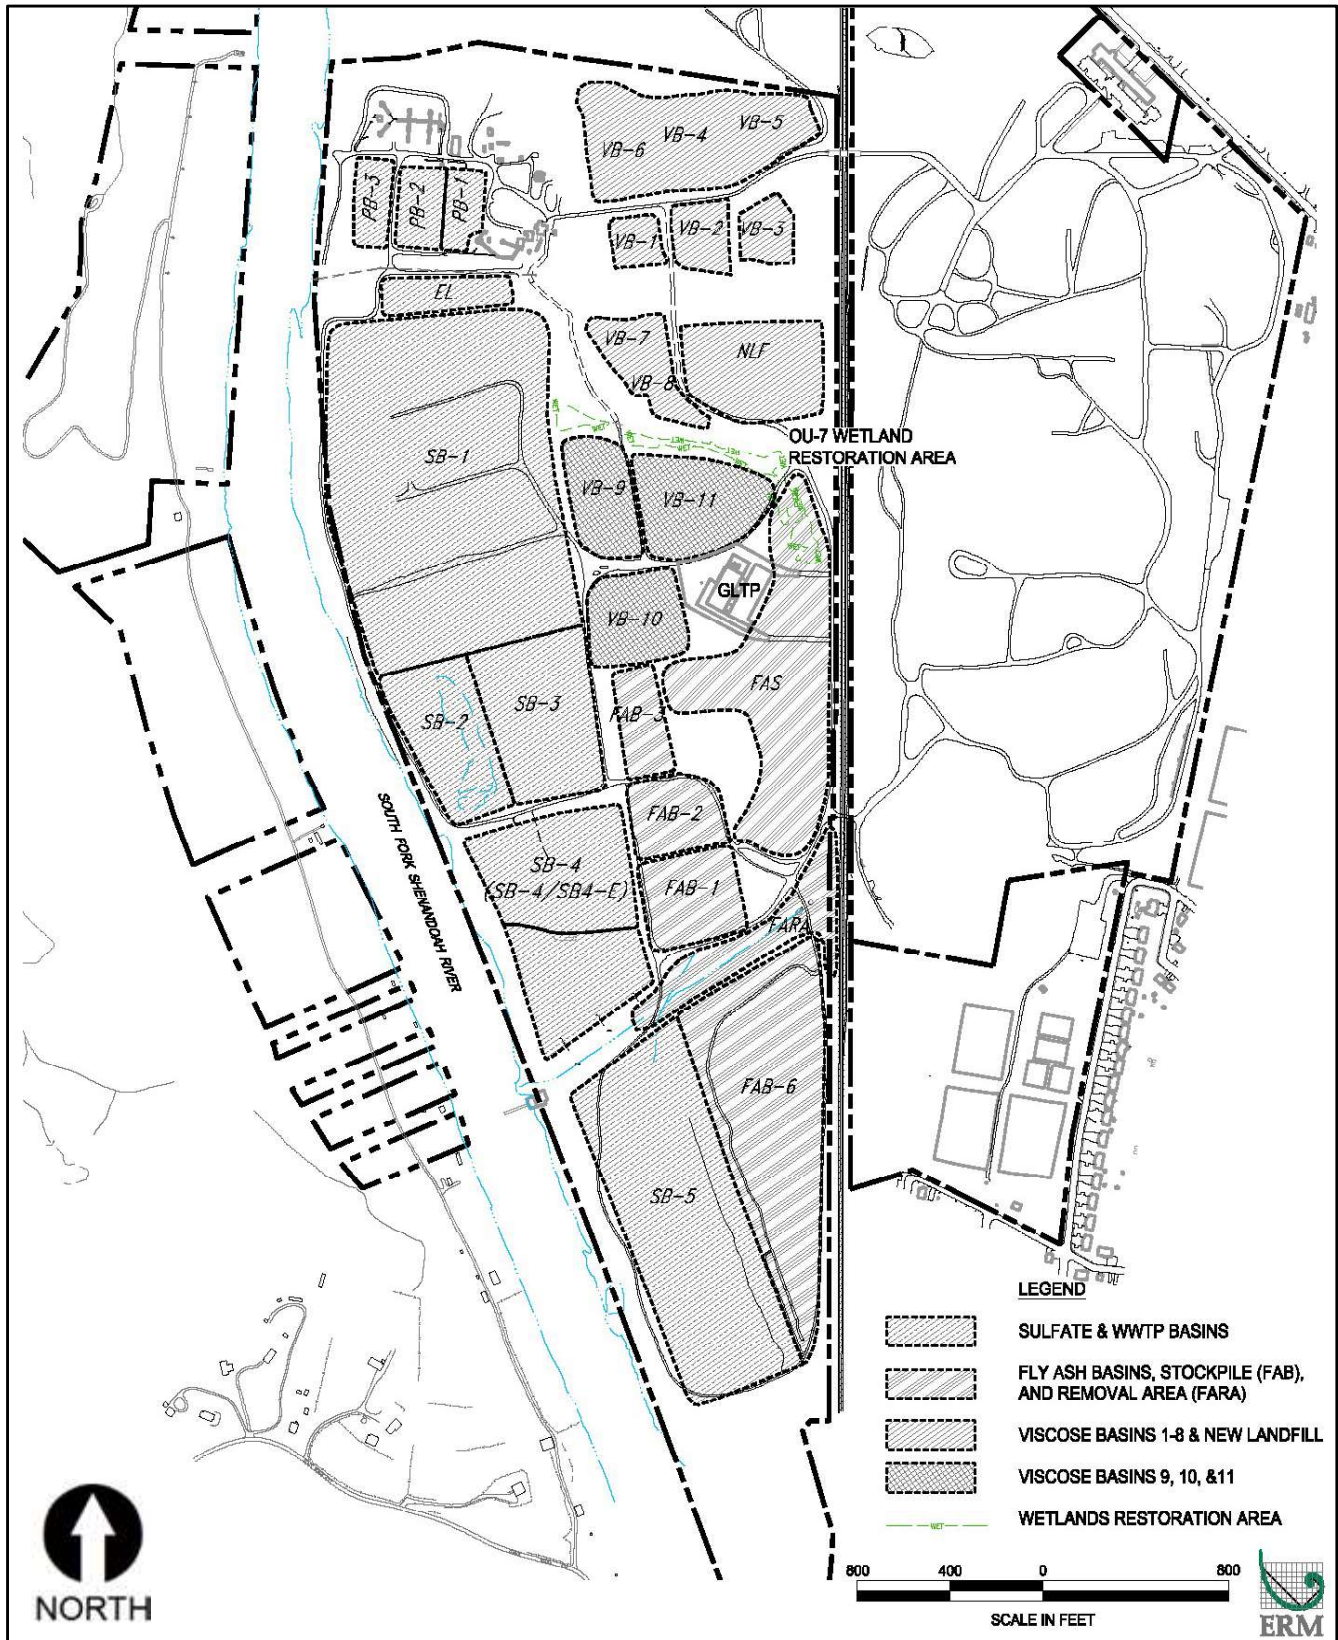 VB-5
VB-4
VB-6
PB-3
PB-2
PB-1
VB-1
VB-2
VB-3
EL
VB-7
NLF
VB-8
OU-7 WETLAND
RESTORATION AREA
SB-1
VB-9
VB-11
WET
GLTP
VB-10
FAS
SB-2
SB-3
FAB-3
SOUTH FORK SHENANDOAH RIVER
FAB-2
SB-4
(SB-4/SB4-E)
FAB-1
FARA
FAB-6
SB-5
LEGEND
SULFATE & WWTP BASINS
FLY ASH BASINS, STOCKPILE (FAB),
AND REMOVAL AREA (FARA)
VISCOSE BASINS 1-8 & NEW LANDFILL
VISCOSE BASINS 9, 10, &11
WET
WETLANDS RESTORATION AREA
800 400 0 800
SCALE IN FEET
NORTH
ERM